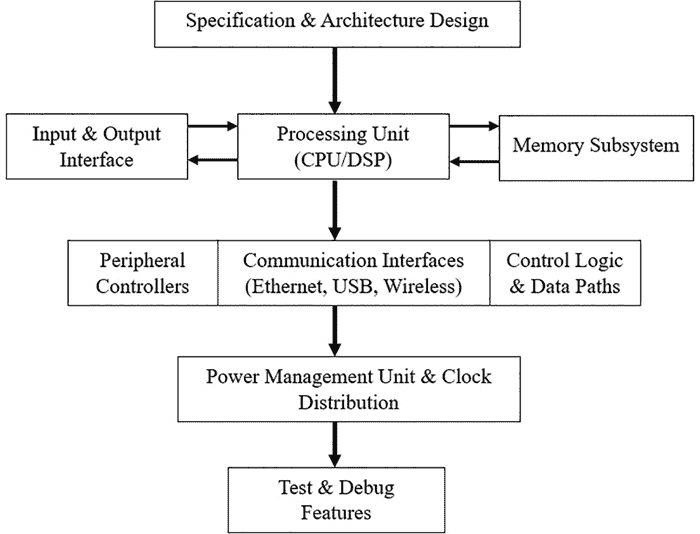 Specification & Architecture Design
Input & Output
Interface
Processing Unit
(CPU/DSP)
Memory Subsystem
Peripheral
Controllers
Communication Interfaces
(Ethernet, USB, Wireless)
Control Logic
& Data Paths
Power Management Unit & Clock
Distribution
Test & Debug
Features